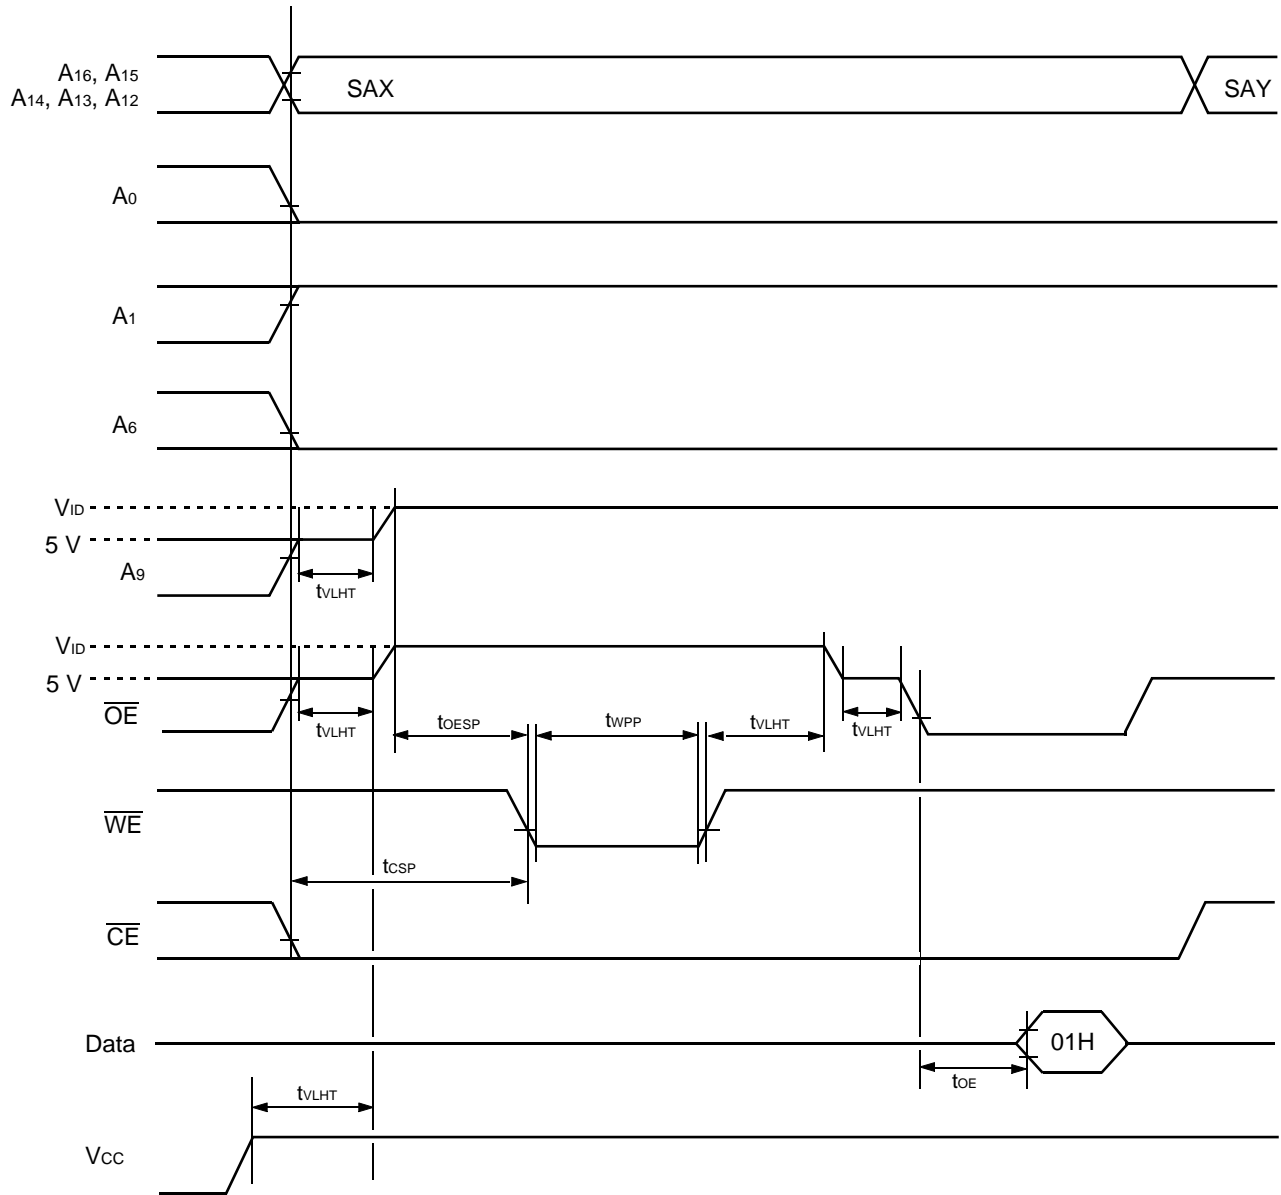 A16, A15
A14, A13, A12
SAX
SAY
A0
A1
A6
VID
5 V
A9
tVLHT
VID
5 V
OE
tVLHT
tOESP
tWPP
tVLHT
tVLHT
WE
tCSP
CE
Data
01H
tOE
tVLHT
VCC